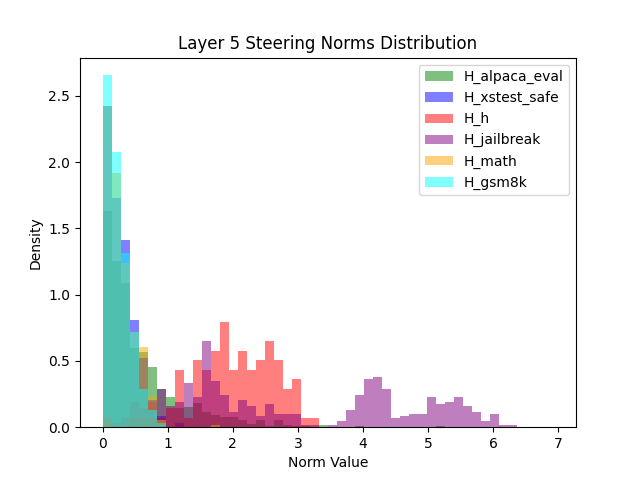 Layer 5 Steering Norms Distribution
H_alpaca_eval
H_xstest_safe
H_h
H_jailbreak
H_math
H_gsm8k
Density
2.5
2.0
1.5
1.0
0.5
0.0
0 1 2 3 4 5 6 7
Norm Value